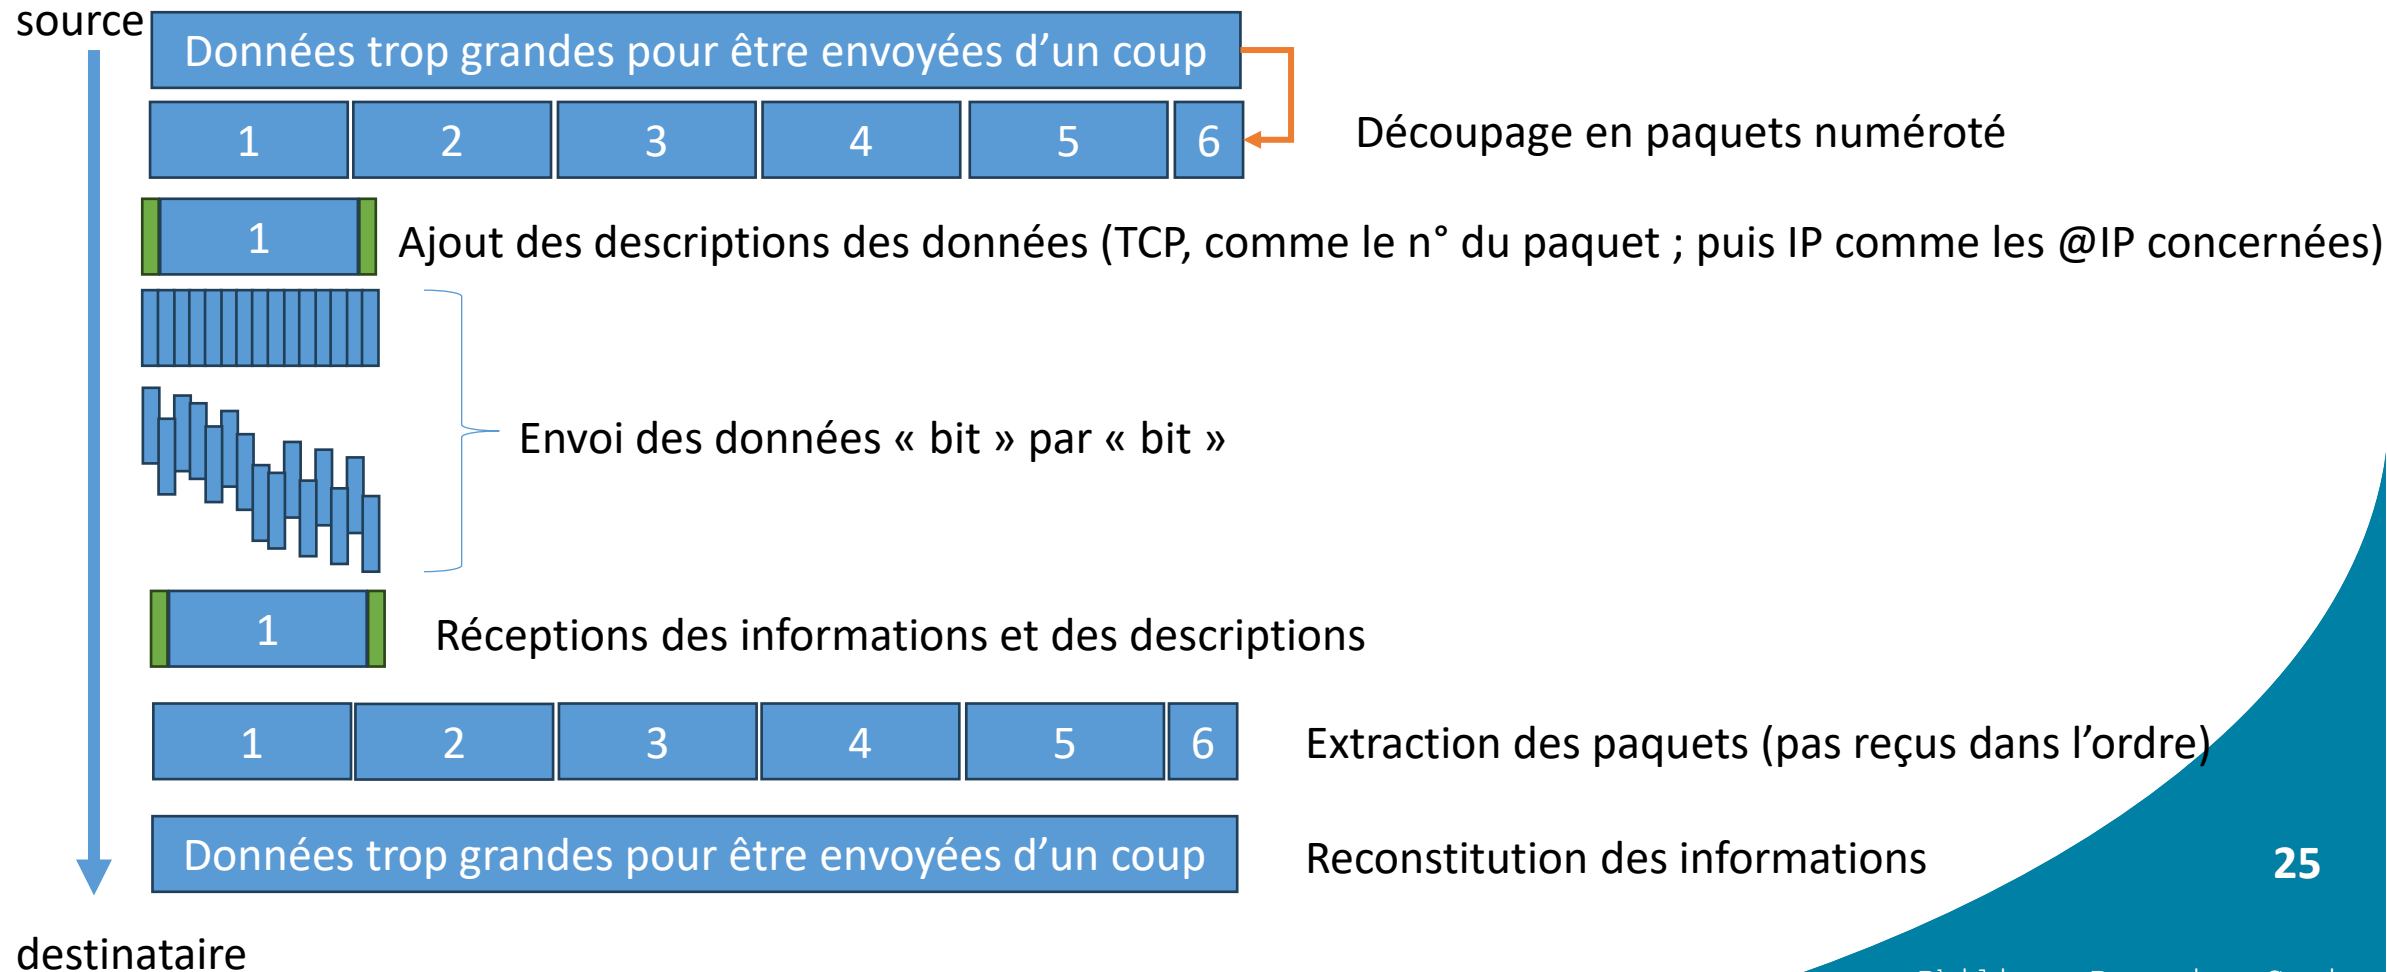 source
Données trop grandes pour être envoyées d’un coup
1 2 3 4 5 6
Découpage en paquets numéroté
1
Ajout des descriptions des données (TCP, comme le n° du paquet ; puis IP comme les @IP concernées)
Envoi des données « bit » par « bit »
1
Réceptions des informations et des descriptions
1 2 3 4 5 6
Extraction des paquets (pas reçus dans l’ordre)
Données trop grandes pour être envoyées d’un coup
Reconstitution des informations
25
destinataire